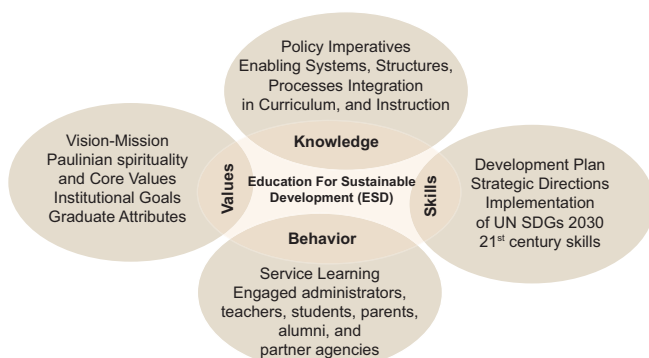 Policy Imperatives
Enabling Systems, Structures,
Processes Integration
in Curriculum, and Instruction
Knowledge
Vision-Mission
Paulinian spirituality
and Core Values
Institutional Goals
Graduate Attributes
Values
Education For Sustainable
Development (ESD)
Skills
Development Plan
Strategic Directions
Implementation
of UN SDGs 2030
21st century skills
Behavior
Service Learning
Engaged administrators,
teachers, students, parents,
alumni, and
partner agencies